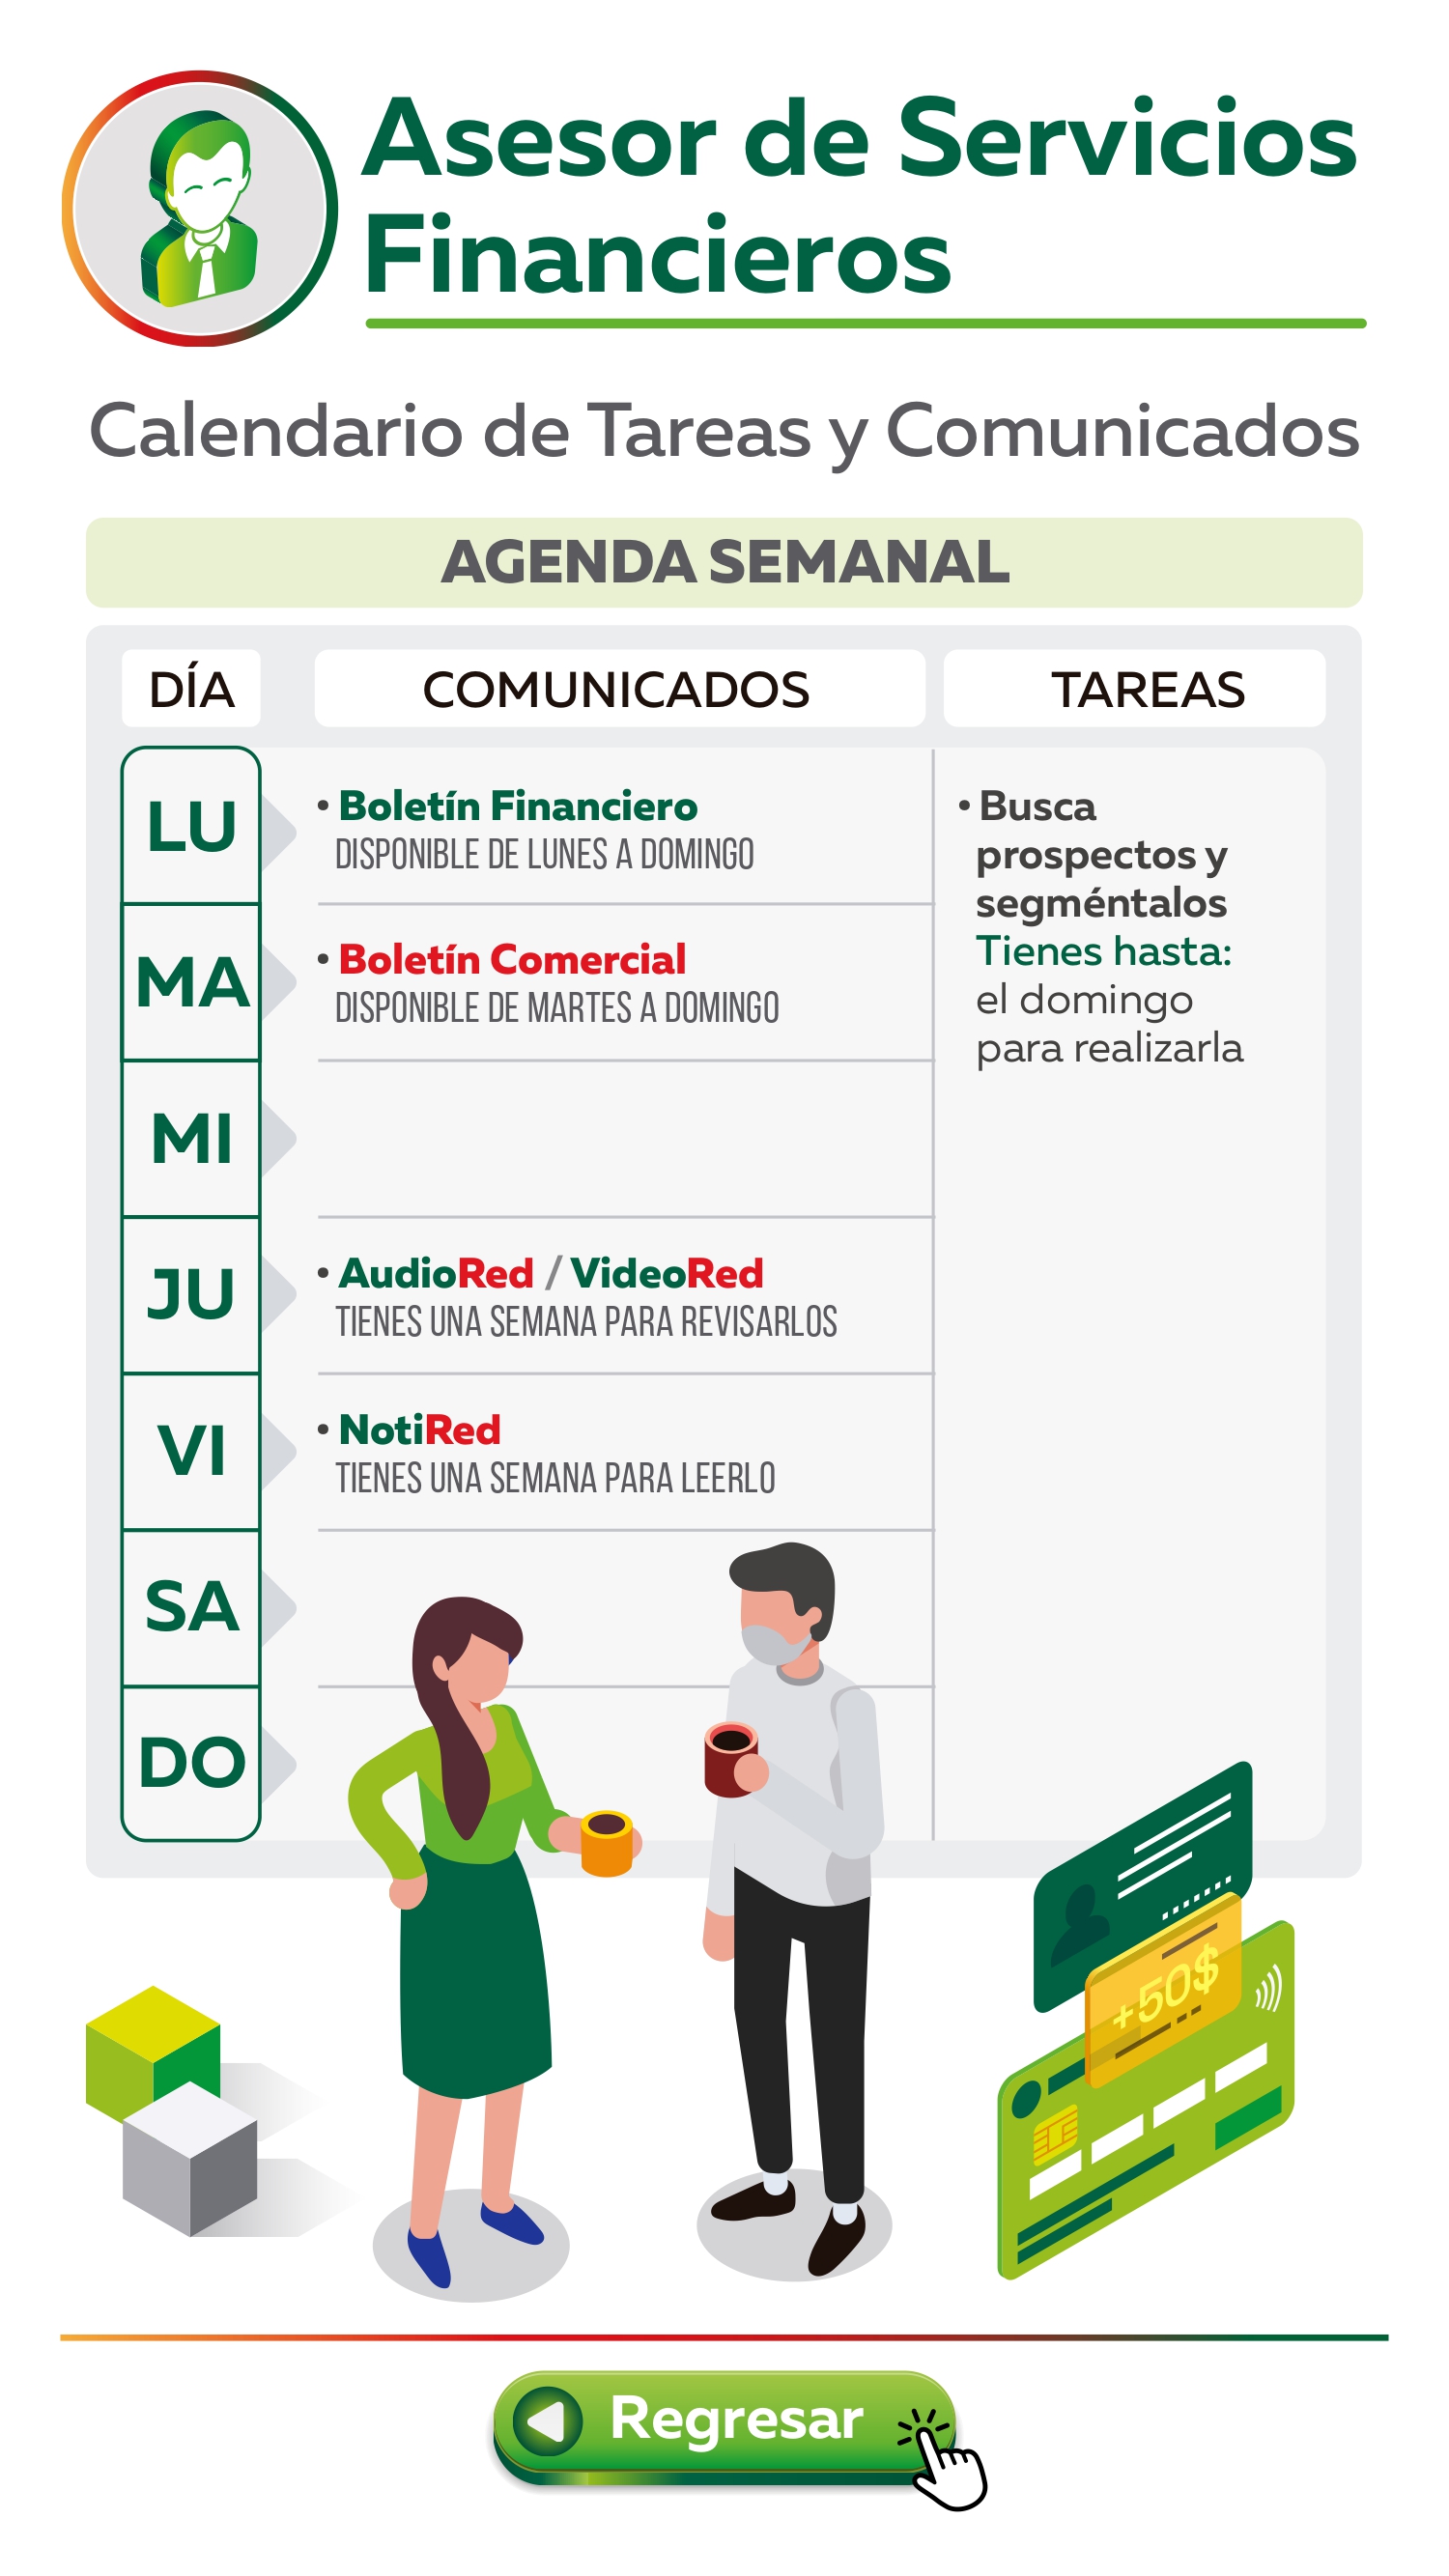 Asesor de Servicios
Financieros
Calendario de Tareas y Comunicados
AGENDA SEMANAL
DÍA
COMUNICADOS
TAREAS
LU
• Boletín Financiero
DISPONIBLE DE LUNES A DOMINGO
MA
• Boletín Comercial
DISPONIBLE DE MARTES A DOMINGO
MI
JU
• AudioRed / VideoRed
TIENES UNA SEMANA PARA REVISARLOS
VI
• NotiRed
TIENES UNA SEMANA PARA LEERLO
SA
DO
• Busca
prospectos y
segméntalos
Tienes hasta:
el domingo
para realizarla
+50$
Regresar